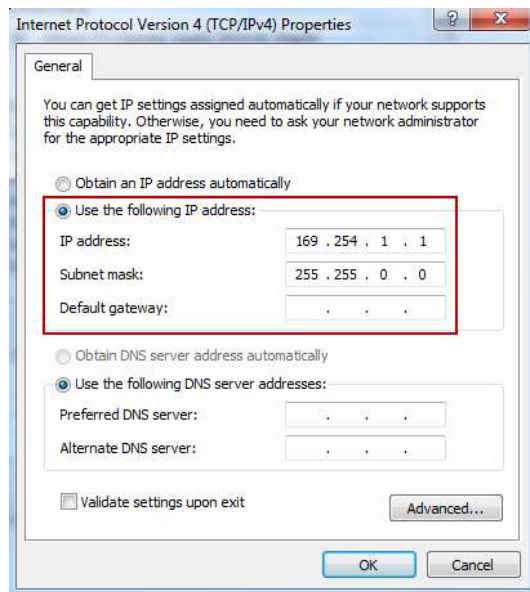 Internet Protocol Version 4 (TCP/IPv4) Properties
General
You can get IP settings assigned automatically if your network supports
this capability. Otherwise, you need to ask your network administrator
for the appropriate IP settings.
Obtain an IP address automatically
Use the following IP address:
IP address: 169 . 254 . 1 . 1
Subnet mask: 255 . 255 . 0 . 0
Default gateway: . . .
Obtain DNS server address automatically
Use the following DNS server addresses:
Preferred DNS server: . . .
Alternate DNS server: . . .
Validate settings upon exit
Advanced...
OK Cancel